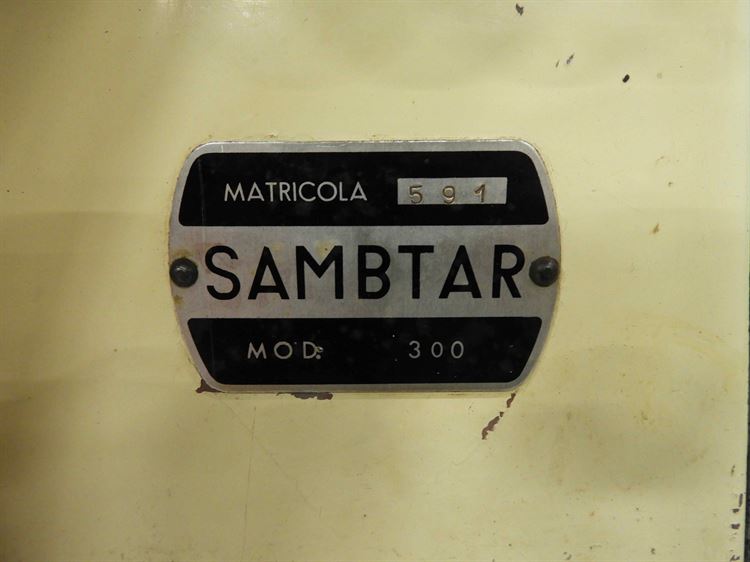 MATRICOLA 591
SAMBTAR
MOD. 300